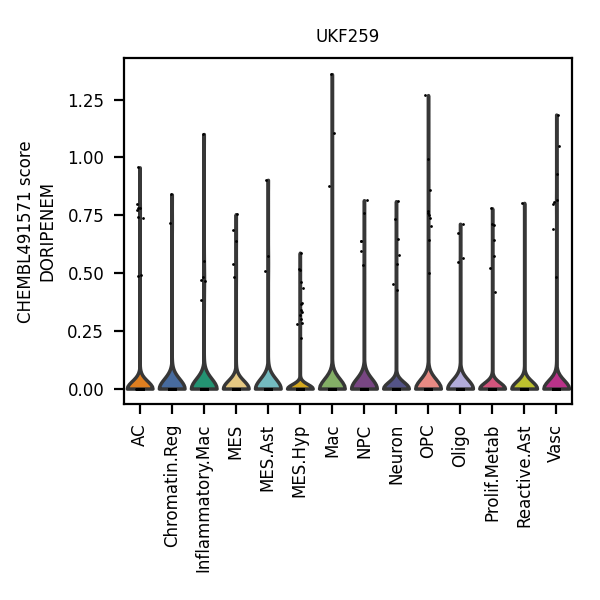 UKF259
CHEMBL491571 score
DORIPENEM
1.25
1.00
0.75
0.50
0.25
0.00
AC
Chromatin.Reg
Inflammatory.Mac
MES
MES.Ast
MES.Hyp
Mac
NPC
Neuron
OPC
Oligo
Prolif.Metab
Reactive.Ast
Vasc